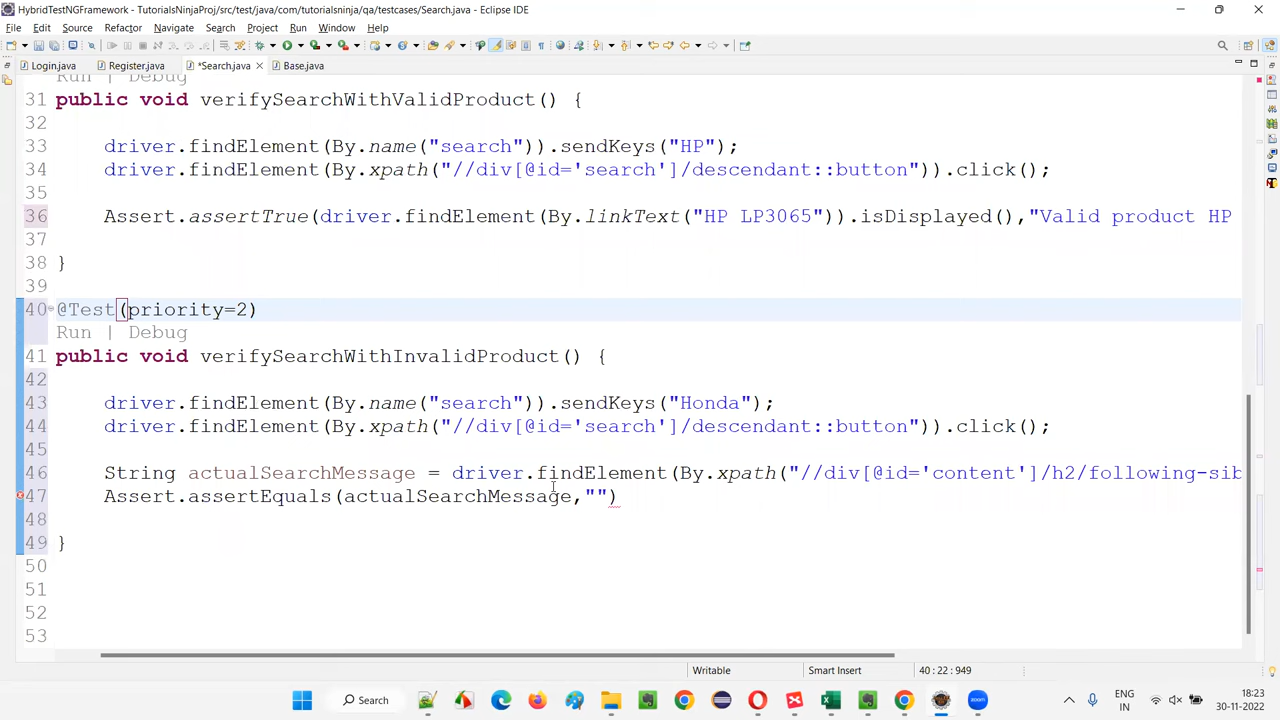 HybridTestNGFramework - TutorialsNinjaProj/src/test/java/com/tutorialsninja/qa/testcases/Search.java - Eclipse IDE
File Edit Source Refactor Navigate Search Project Run Window Help
Login.java Register.java *Search.java Base.java
Run | Debug
31 public void verifySearchWithValidProduct() {
32
33 driver.findElement(By.name("search")).sendKeys("HP");
34 driver.findElement(By.xpath("//div[@id='search']/descendant::button")).click();
35
36 Assert.assertTrue(driver.findElement(By.linkText("HP LP3065")).isDisplayed(),"Valid product HP
37
38 }
39
40 @Test(priority=2)
Run | Debug
41 public void verifySearchWithInvalidProduct() {
42
43 driver.findElement(By.name("search")).sendKeys("Honda");
44 driver.findElement(By.xpath("//div[@id='search']/descendant::button")).click();
45
46 String actualSearchMessage = driver.findElement(By.xpath("//div[@id='content']/h2/following-sib
47 Assert.assertEquals(actualSearchMessage,"")
48
49 }
50
51
52
53
Writable Smart Insert 40 : 22 : 949
Search
ENG
IN
18:23
30-11-2022